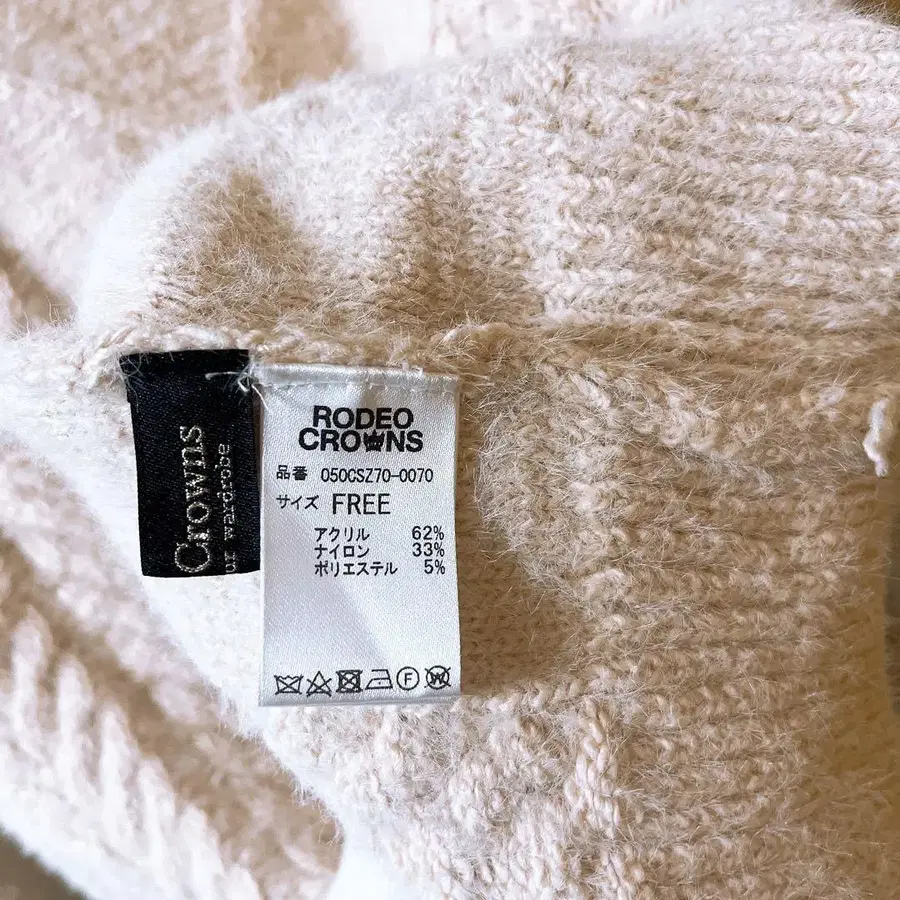 Crowns
ur wardrobe
RODEO
CROWNS
品番 050CSZ70-0070
サイズ FREE
アクリル 62%
ナイロン 33%
ポリエステル 5%
F W